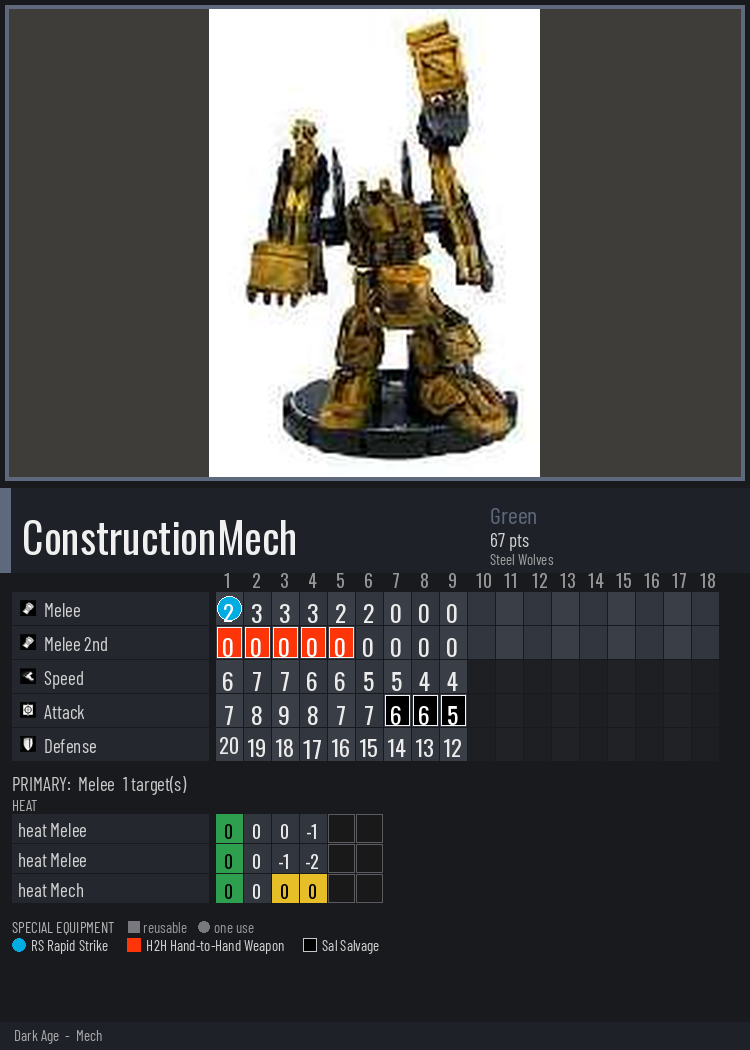 ConstructionMech
Green
67 pts
Steel Wolves
1 2 3 4 5 6 7 8 9 10 11 12 13 14 15 16 17 18
Melee 2 3 3 3 2 2 0 0 0
Melee 2nd 0 0 0 0 0 0 0 0 0
Speed 6 7 7 6 6 5 5 4 4
Attack 7 8 9 8 7 7 6 6 5
Defense 20 19 18 17 16 15 14 13 12
PRIMARY: Melee 1 target(s)
HEAT
heat Melee 0 0 0 -1
heat Melee 0 0 -1 -2
heat Mech 0 0 0 0
SPECIAL EQUIPMENT reusable one use
RS Rapid Strike H2H Hand-to-Hand Weapon Sal Salvage
Dark Age - Mech